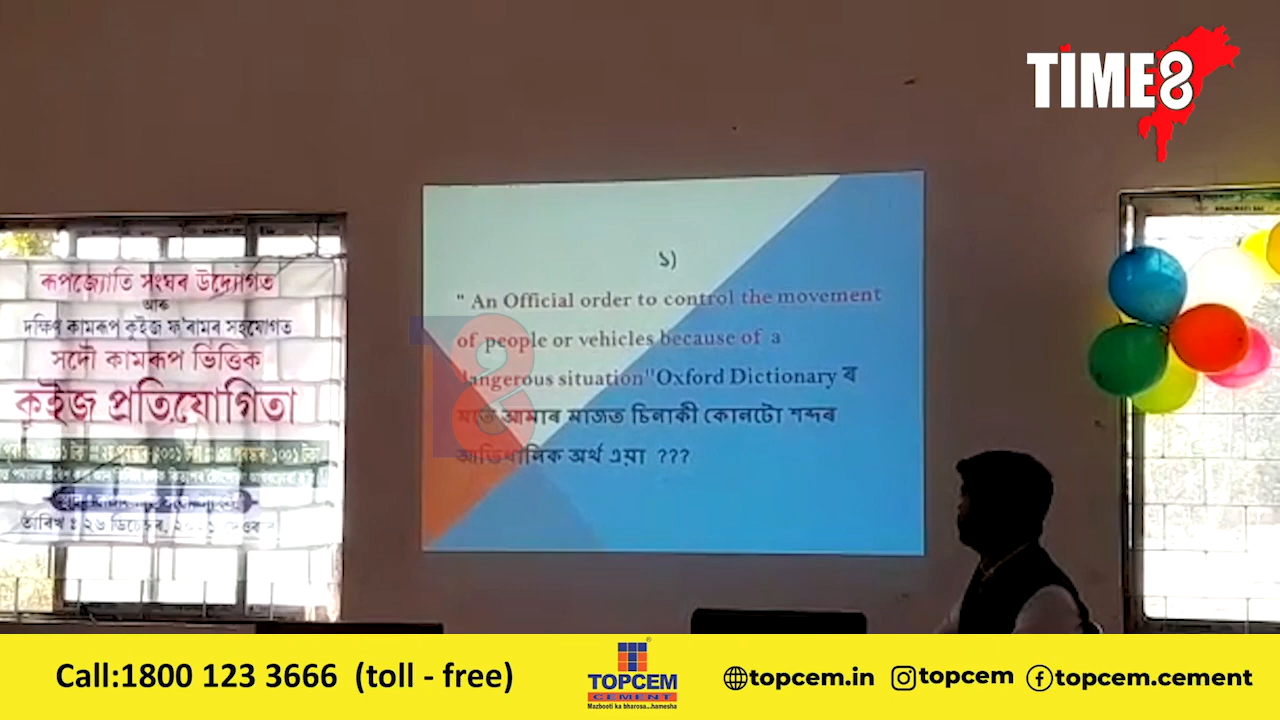 TIME8
ৰূপজ্যোতি সংঘৰ উদ্যোগত
আৰু
দক্ষিণ কামৰূপ কুইজ ফ'ৰামৰ সহযোগত
সদৌ কামৰূপ ভিত্তিক
কুইজ প্ৰতিযোগিতা
তাৰিখ ঃ ২৬ ডিচেম্বৰ,
১)
" An Official order to control the movement
of people or vehicles because of a
dangerous situation"Oxford Dictionary ৰ
মতে আমাৰ মাজত চিনাকী কোনটো শব্দৰ
আভিধানিক অৰ্থ এয়া ???
Call:1800 123 3666 (toll - free)
TOPCEM
CEMENT
Mazbooti ka bharosa...hamesha
topcem.in
topcem
topcem.cement